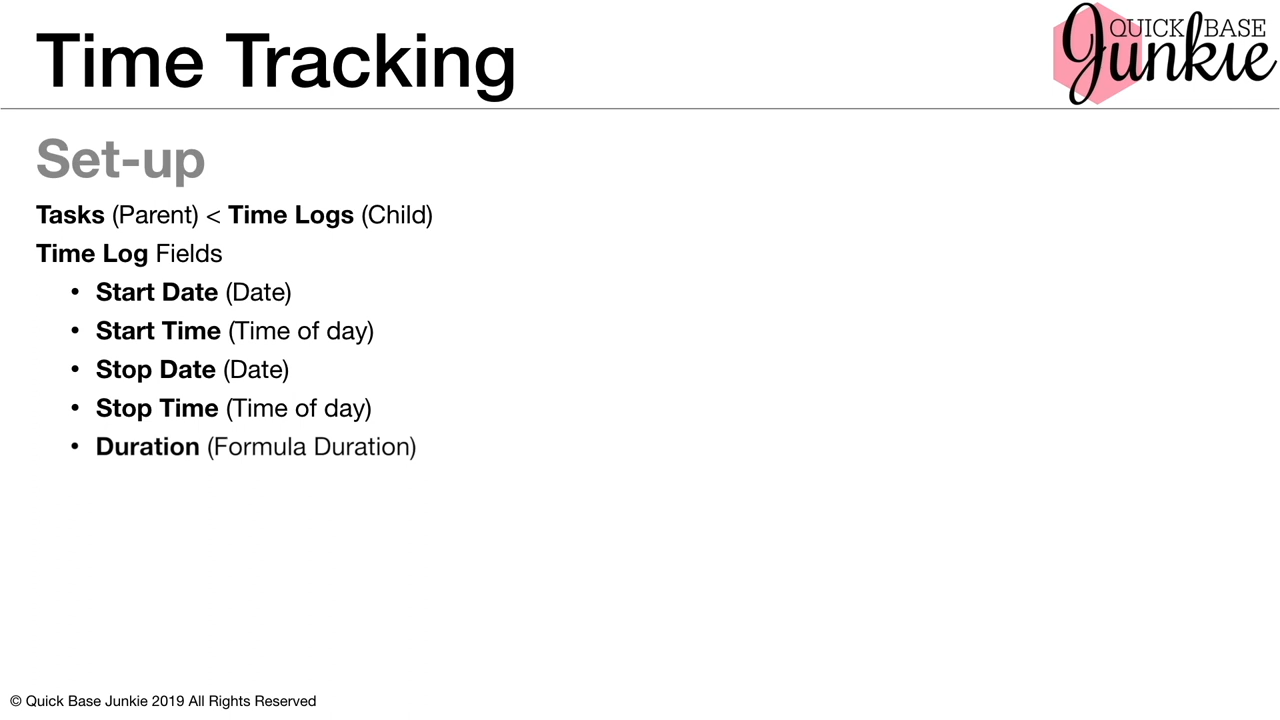 Time Tracking
QUICK BASE
Junkie
Set-up
Tasks (Parent) < Time Logs (Child)
Time Log Fields
• Start Date (Date)
• Start Time (Time of day)
• Stop Date (Date)
• Stop Time (Time of day)
• Duration (Formula Duration)
© Quick Base Junkie 2019 All Rights Reserved